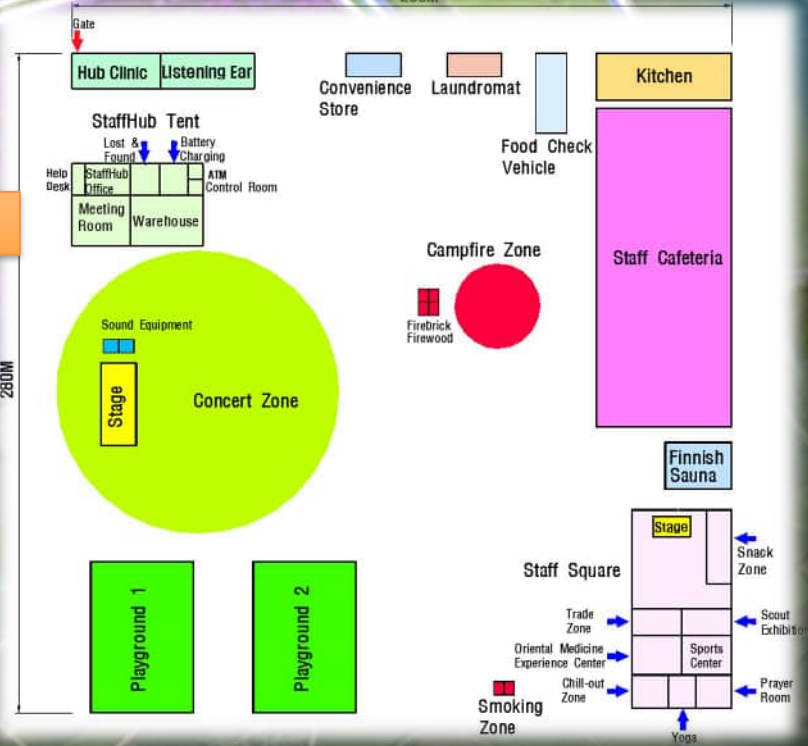 Gate
Hub Clinic
Listening Ear
Convenience
Store
Laundromat
Food Check
Vehicle
Kitchen
StaffHub Tent
Lost &
Found
Battery
Charging
Help
Desk
StaffHub
Office
ATM
Control Room
Meeting
Room
Warehouse
Campfire Zone
Staff Cafeteria
Firebrick
Firewood
Sound Equipment
Stage
Concert Zone
280M
Finnish
Sauna
Stage
Snack
Zone
Staff Square
Trade
Zone
Scout
Oriental Medicine
Experience Center
Sports
Center
Chill-out
Zone
Prayer
Room
Yoga
Playground 1
Playground 2
Smoking
Zone